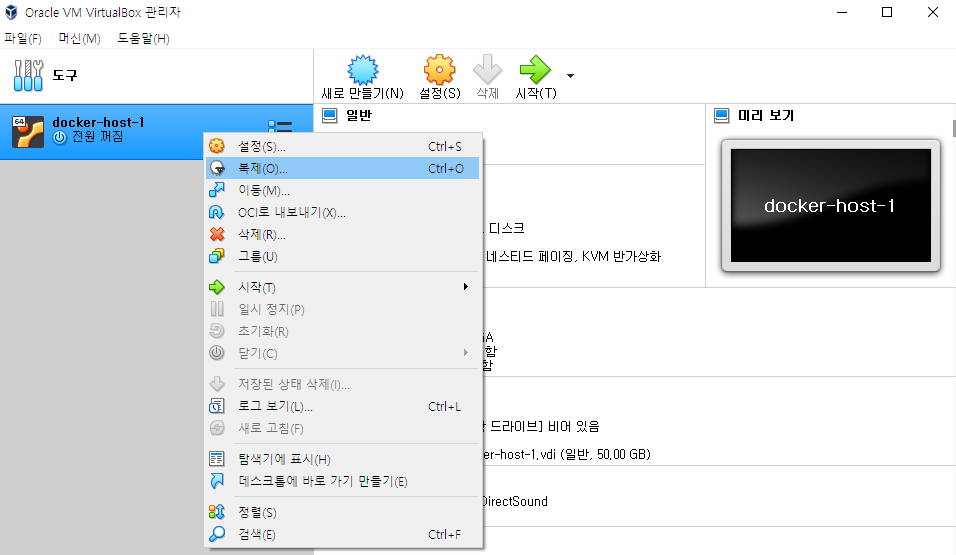 Oracle VM VirtualBox 관리자
파일(F) 머신(M) 도움말(H)
도구
새로 만들기(N) 설정(S) 삭제 시작(T)
64
docker-host-1
전원 꺼짐
일반
미리 보기
docker-host-1
설정(S)... Ctrl+S
복제(O)... Ctrl+O
이동(M)...
OCI로 내보내기(X)...
삭제(R)...
그룹(U)
시작(T)
일시 정지(P)
초기화(R)
닫기(C)
저장된 상태 삭제(I)...
로그 보기(L)... Ctrl+L
새로 고침(F)
탐색기에 표시(H)
데스크톱에 바로 가기 만들기(E)
정렬(S)
검색(E) Ctrl+F
디스크
네스티드 페이징, KVM 반가상화
GA
함
함
드라이브] 비어 있음
er-host-1.vdi (일반, 50.00 GB)
DirectSound